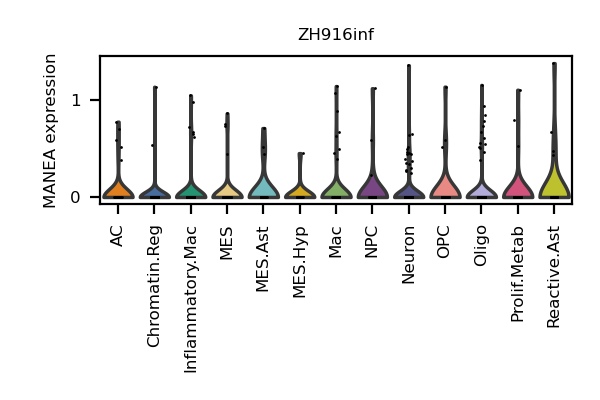 ZH916inf
MANEA expression
1
0
AC
Chromatin.Reg
Inflammatory.Mac
MES
MES.Ast
MES.Hyp
Mac
NPC
Neuron
OPC
Oligo
Prolif.Metab
Reactive.Ast